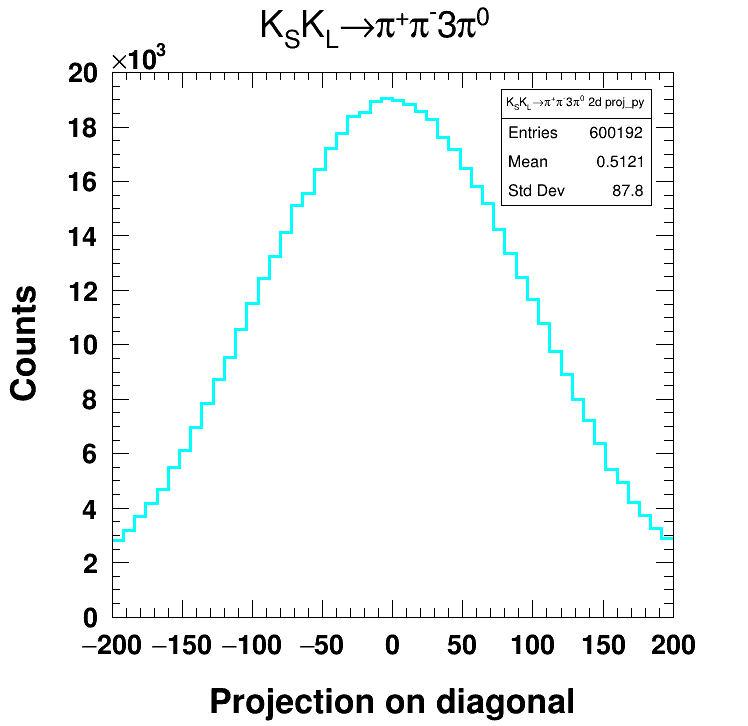 K_SK_L→π⁺π⁻3π⁰
×10³
20
18
16
14
12
10
8
6
4
2
0
K_SK_L→π⁺π⁻3π⁰ 2d proj_py
Entries 600192
Mean 0.5121
Std Dev 87.8
Counts
−200 −150 −100 −50 0 50 100 150 200
Projection on diagonal